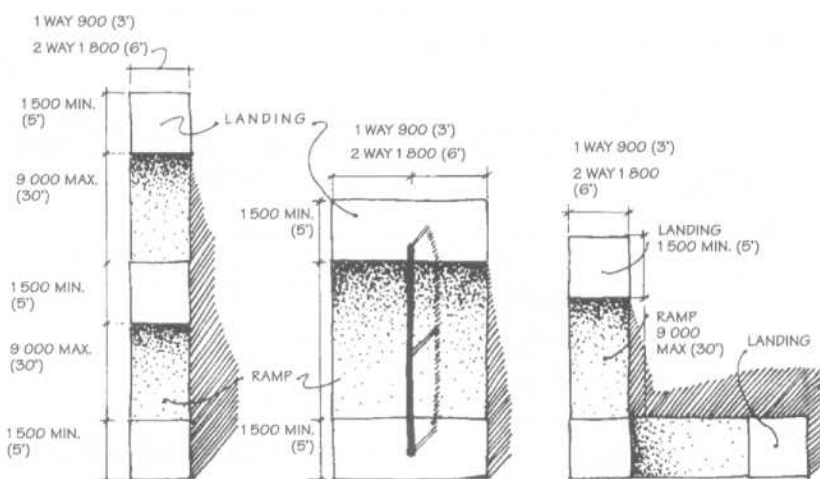 1 WAY 900 (3')
2 WAY 1 800 (6')
1 500 MIN.
(5')
LANDING
9 000 MAX.
(30')
1 500 MIN.
(5')
9 000 MAX.
(30')
RAMP
1 500 MIN.
(5')
1 WAY 900 (3')
2 WAY 1 800 (6')
1 500 MIN.
(5')
1 500 MIN.
(5')
1 WAY 900 (3')
2 WAY 1 800
(6')
LANDING
1 500 MIN. (5')
RAMP
9 000
MAX (30')
LANDING